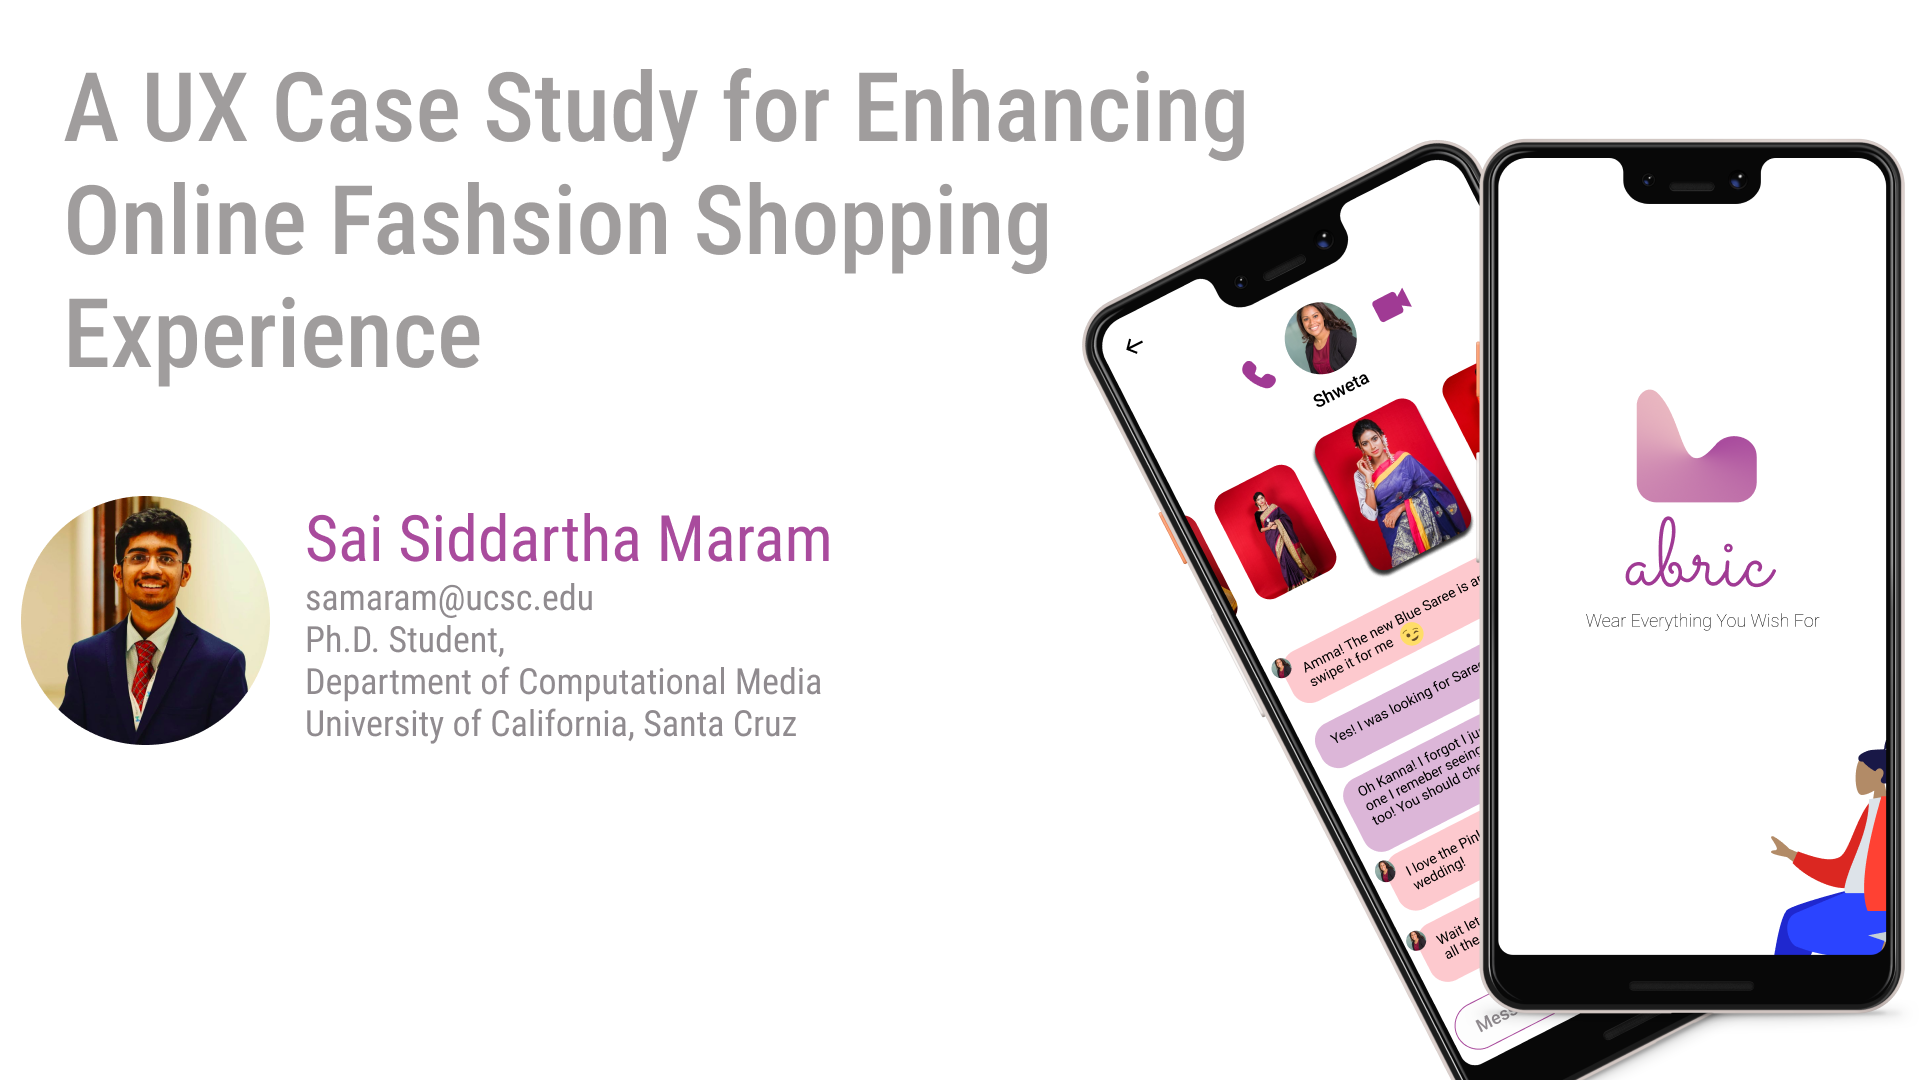 A UX Case Study for Enhancing
Online Fashsion Shopping
Experience
Sai Siddartha Maram
samaram@ucsc.edu
Ph.D. Student,
Department of Computational Media
University of California, Santa Cruz
Shweta
Amma! The new Blue Saree is
swipe it for me
Yes! I was looking for
Oh Kanna! I forgot I
one I remeber seeing
too! You should
I love the
wedding!
Wait let
all the
abric
Wear Everything You Wish For